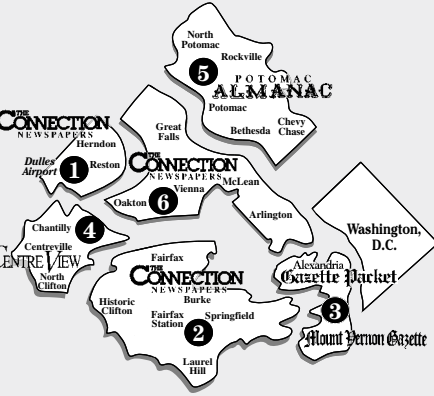 North
Potomac
Rockville
5
POTOMAC
ALMANAC
Potomac
Bethesda
Chevy
Chase
THE
CONNECTION
NEWSPAPERS
Herndon
Dulles
Airport
1
Reston
Great
Falls
THE
CONNECTION
NEWSPAPERS
McLean
Vienna
Oakton
6
Arlington
Chantilly
4
Centreville
CENTRE VIEW
North
Clifton
Washington,
D.C.
Fairfax
THE
CONNECTION
NEWSPAPERS
Burke
Historic
Clifton
Fairfax
Station
Springfield
2
Laurel
Hill
Alexandria
Gazette Packet
3
Mount Vernon Gazette